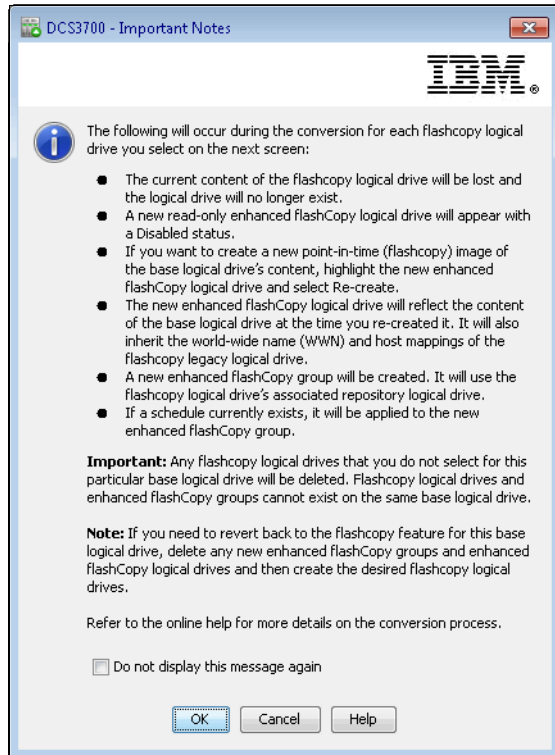 DCS3700 - Important Notes
IBM®
The following will occur during the conversion for each flashcopy logical
drive you select on the next screen:
● The current content of the flashcopy logical drive will be lost and
the logical drive will no longer exist.
● A new read-only enhanced flashCopy logical drive will appear with
a Disabled status.
● If you want to create a new point-in-time (flashcopy) image of
the base logical drive's content, highlight the new enhanced
flashCopy logical drive and select Re-create.
● The new enhanced flashCopy logical drive will reflect the content
of the base logical drive at the time you re-created it. It will also
inherit the world-wide name (WWN) and host mappings of the
flashcopy legacy logical drive.
● A new enhanced flashCopy group will be created. It will use the
flashcopy logical drive's associated repository logical drive.
● If a schedule currently exists, it will be applied to the new
enhanced flashCopy group.
Important: Any flashcopy logical drives that you do not select for this
particular base logical drive will be deleted. Flashcopy logical drives and
enhanced flashCopy groups cannot exist on the same base logical drive.
Note: If you need to revert back to the flashcopy feature for this base
logical drive, delete any new enhanced flashCopy groups and enhanced
flashCopy logical drives and then create the desired flashcopy logical
drives.
Refer to the online help for more details on the conversion process.
Do not display this message again
OK Cancel Help